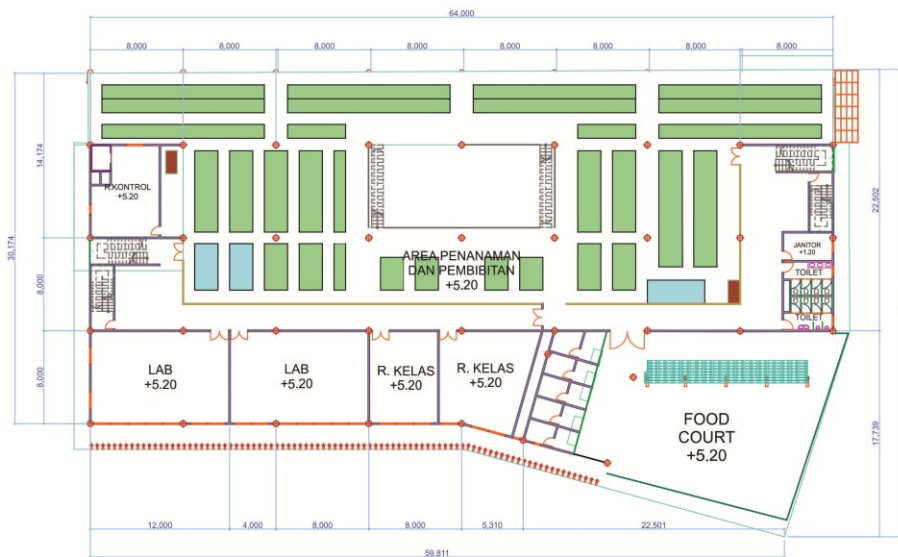 64,000
8,000 8,000 8,000 8,000 8,000 8,000 8,000 8,000
14,174
30,174
8,000
8,000
22,502
17,739
R.KONTROL
+5.20
AREA PENANAMAN
DAN PEMBIBITAN
+5.20
JANITOR
+1.20
TOILET
TOILET
LAB
+5.20
LAB
+5.20
R. KELAS
+5.20
R. KELAS
+5.20
FOOD
COURT
+5.20
12,000 4,000 8,000 8,000 5,310 22,501
59,811